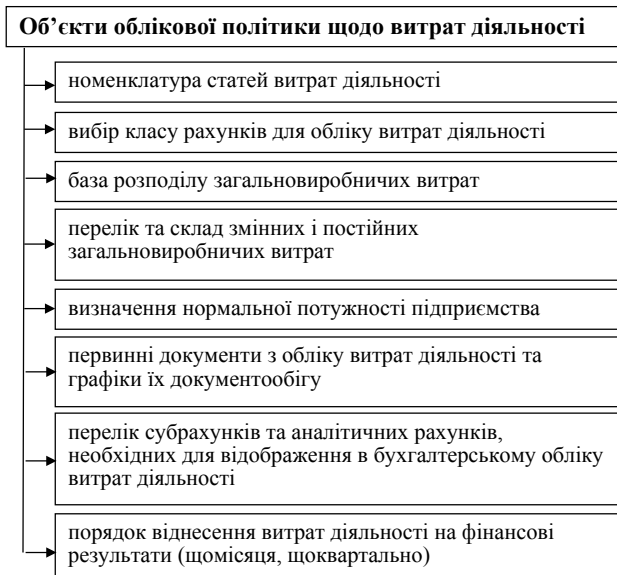 Об’єкти облікової політики щодо витрат діяльності
номенклатура статей витрат діяльності
вибір класу рахунків для обліку витрат діяльності
база розподілу загальновиробничих витрат
перелік та склад змінних і постійних
загальновиробничих витрат
визначення нормальної потужності підприємства
первинні документи з обліку витрат діяльності та
графіки їх документообігу
перелік субрахунків та аналітичних рахунків,
необхідних для відображення в бухгалтерському обліку
витрат діяльності
порядок віднесення витрат діяльності на фінансові
результати (щомісяця, щоквартально)